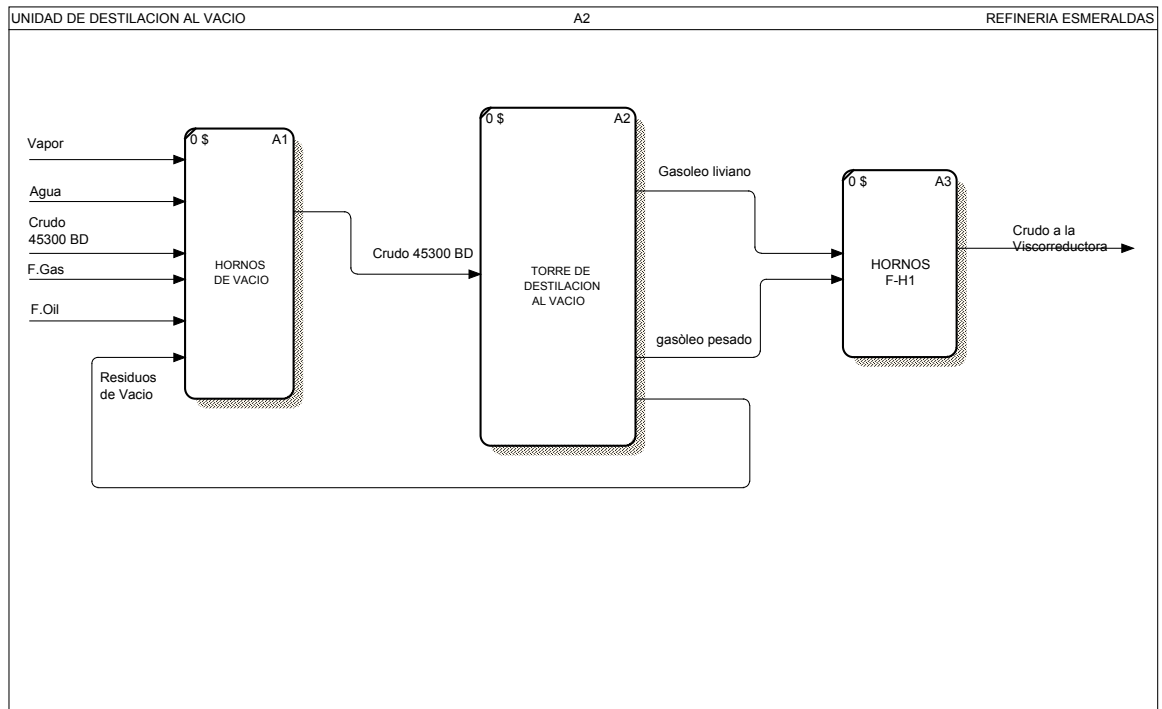 UNIDAD DE DESTILACION AL VACIO
A2
REFINERIA ESMERALDAS
Vapor
Agua
Crudo
45300 BD
F.Gas
F.Oil
Residuos
de Vacio
0 $
A1
HORNOS
DE VACIO
Crudo 45300 BD
0 $
A2
TORRE DE
DESTILACION
AL VACIO
Gasoleo liviano
gasòleo pesado
0 $
A3
HORNOS
F-H1
Crudo a la
Viscorreductora